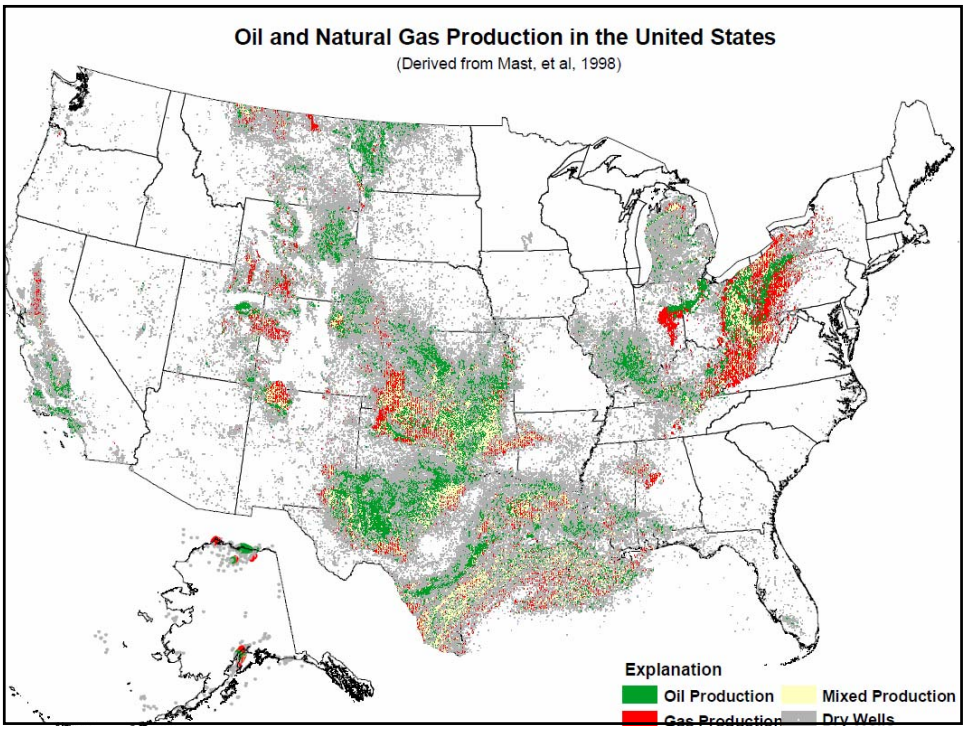 Oil and Natural Gas Production in the United States
(Derived from Mast, et al, 1998)
Explanation
Oil Production Mixed Production
Gas Production Dry Wells